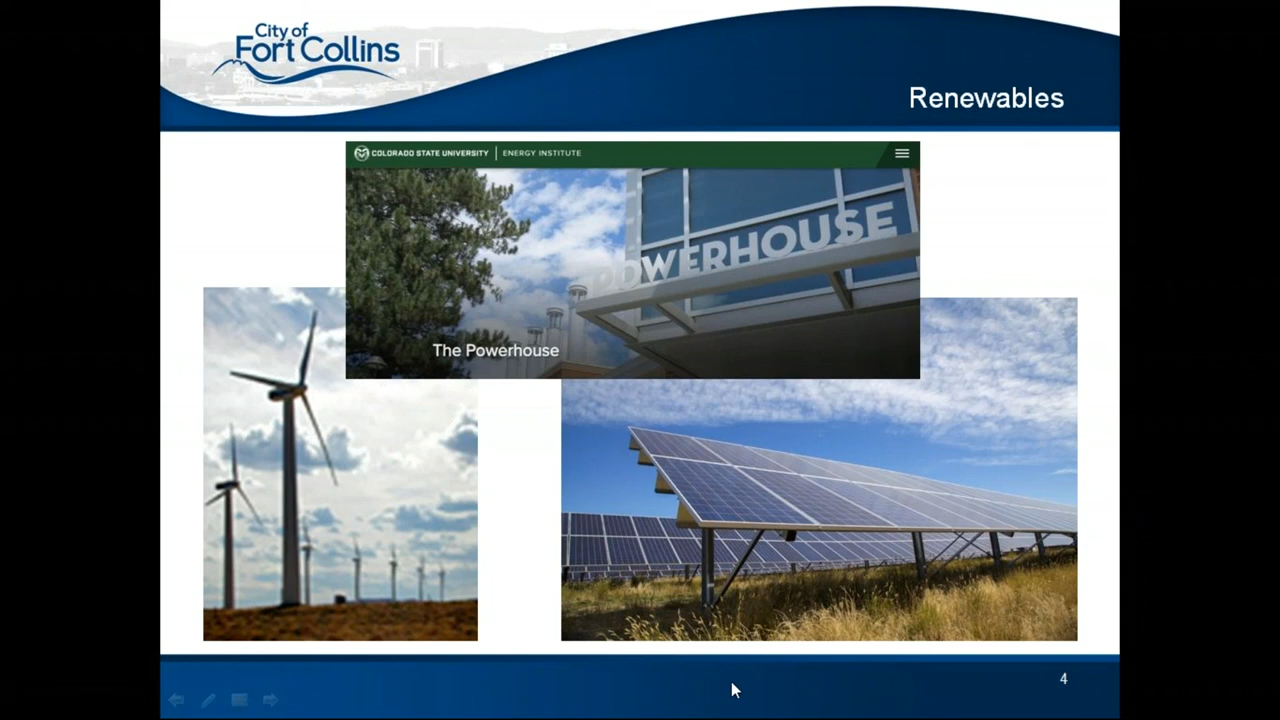 City of
Fort Collins
Renewables
COLORADO STATE UNIVERSITY | ENERGY INSTITUTE
POWERHOUSE
The Powerhouse
4